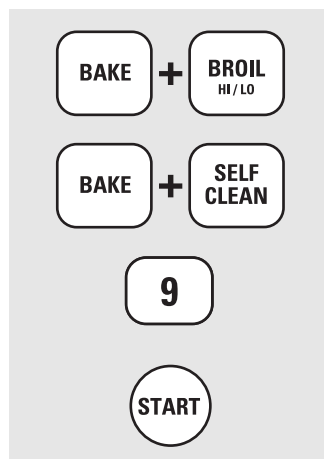 BAKE + BROIL
HI / LO
BAKE + SELF
CLEAN
9
START